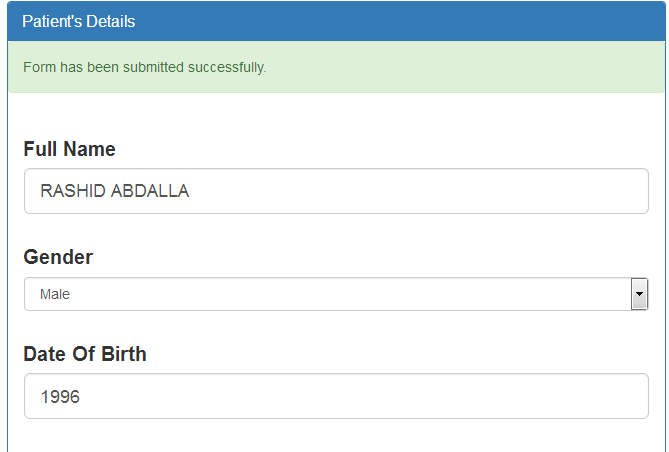 Patient's Details
Form has been submitted successfully.
Full Name
RASHID ABDALLA
Gender
Male
Date Of Birth
1996